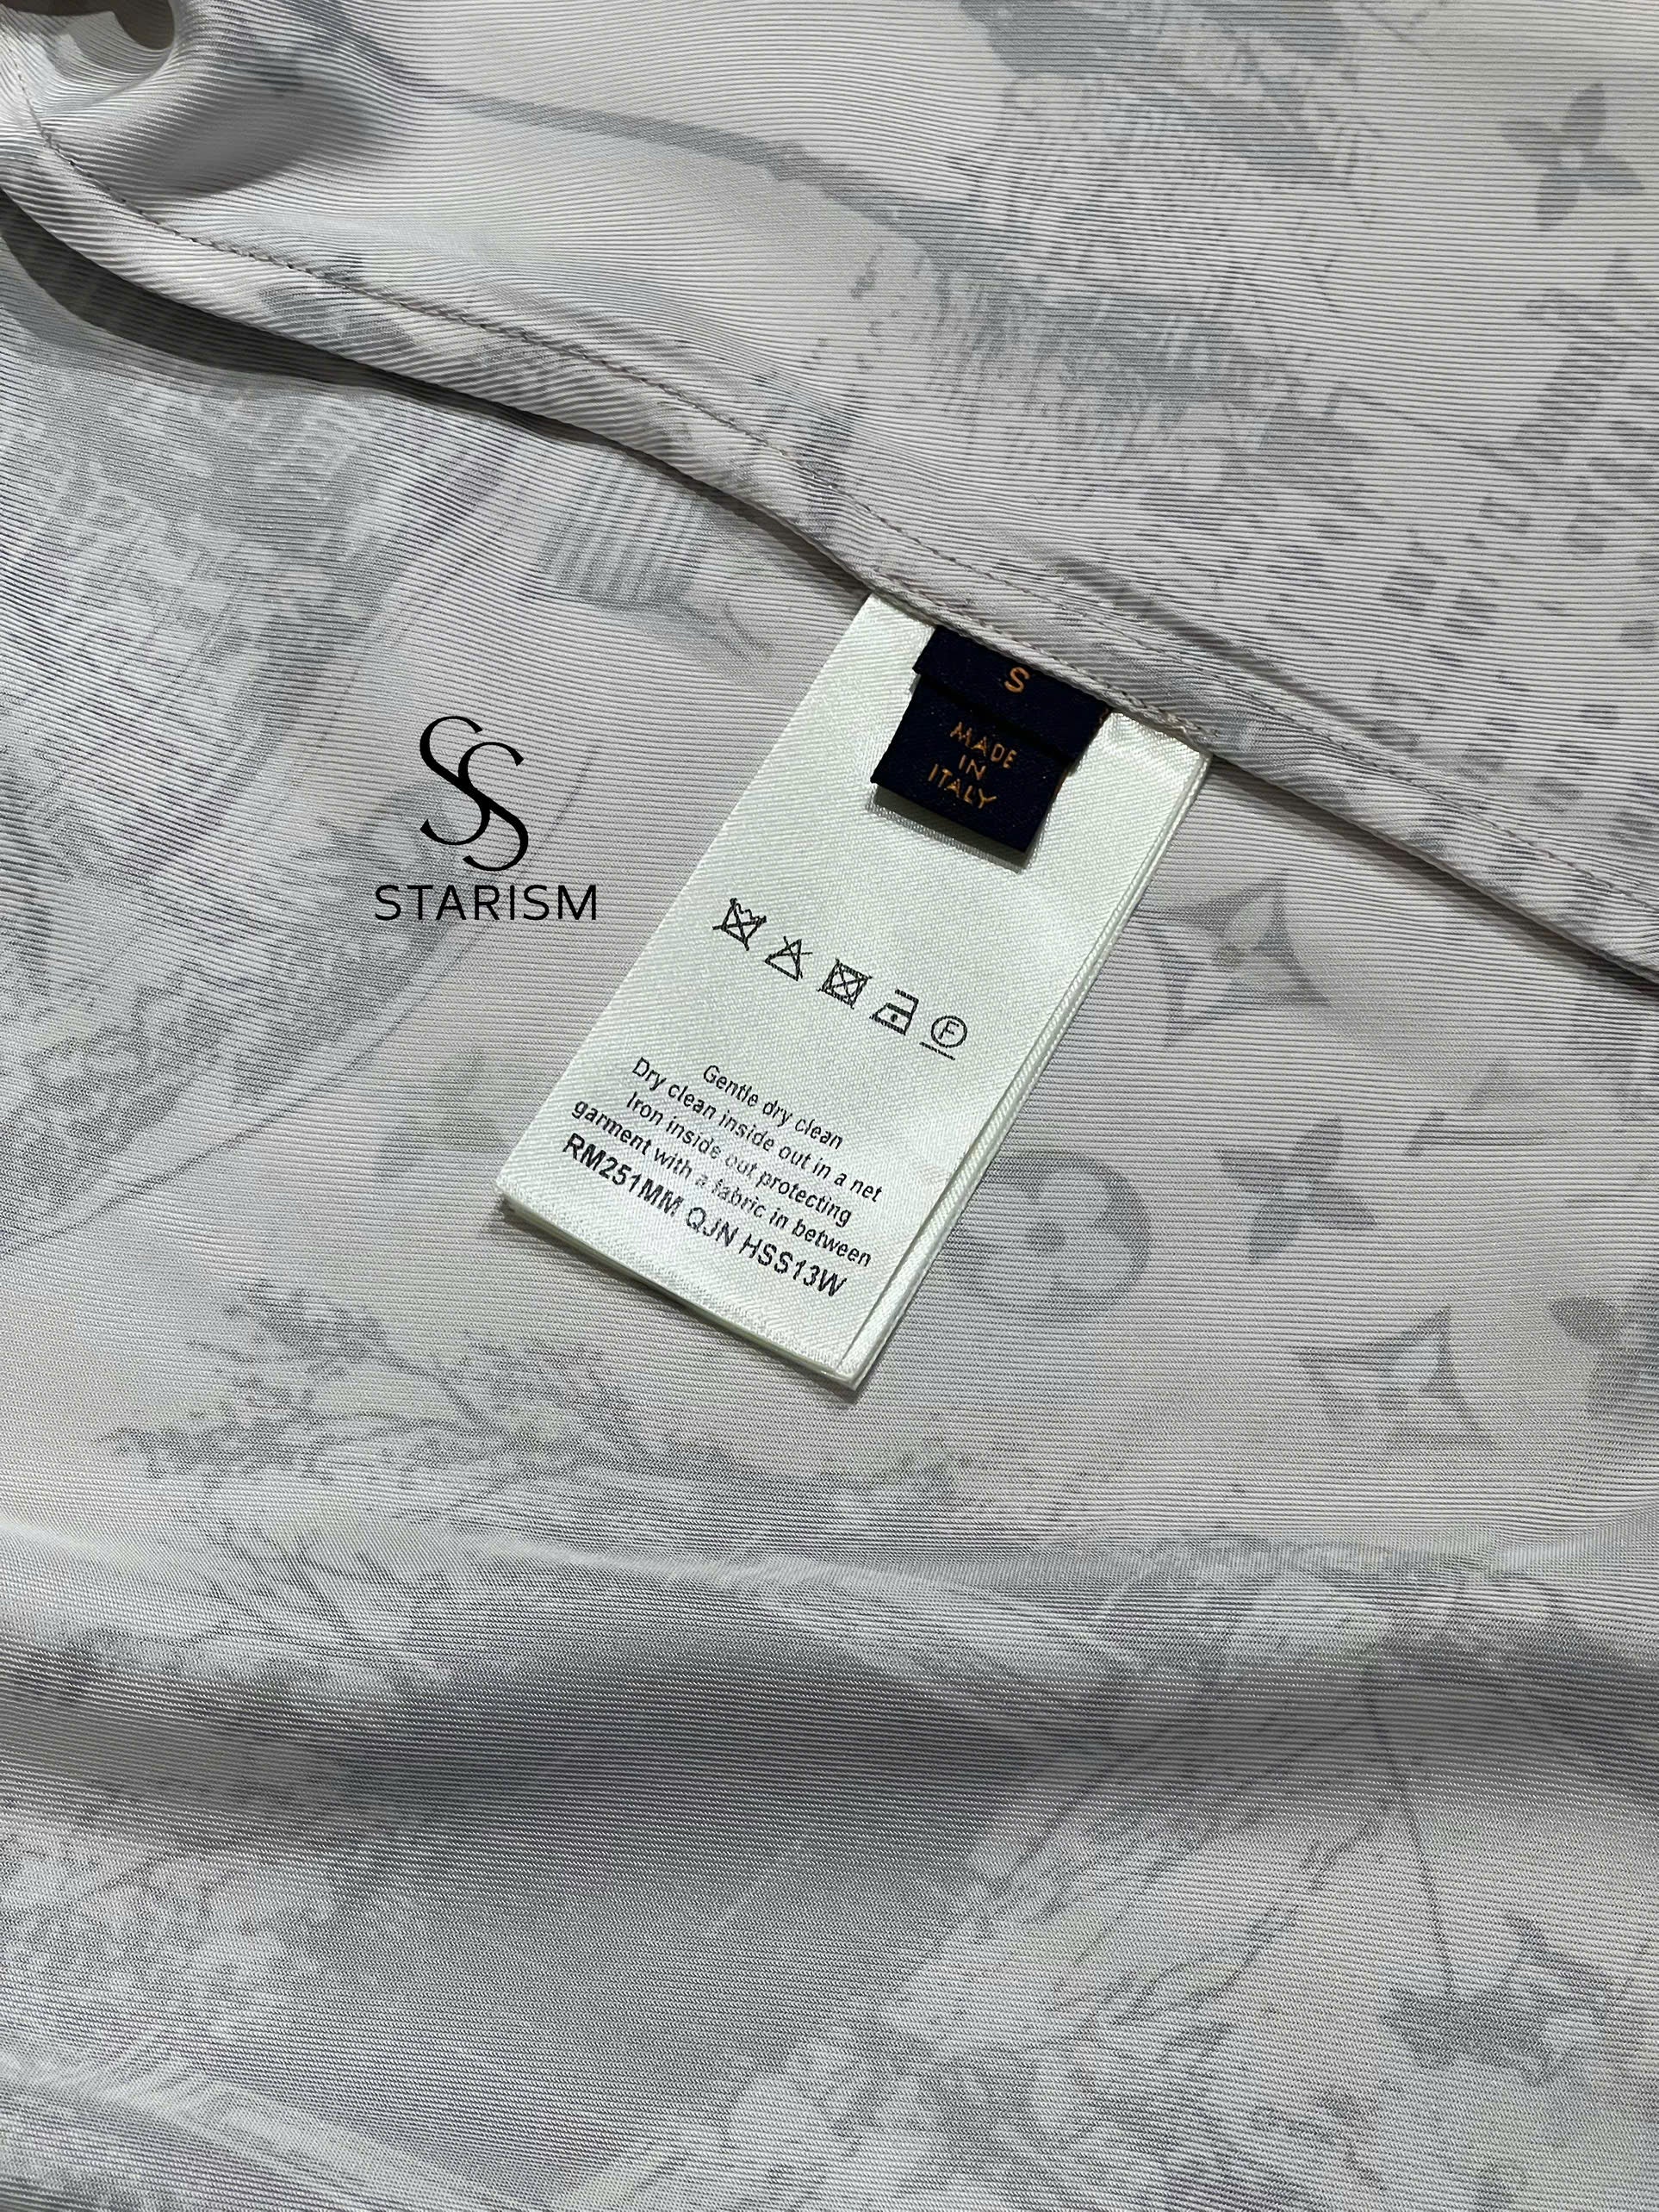 SS
STARISM
S
MADE
IN
ITALY
F
Gentle dry clean
Dry clean inside out in a net
Iron inside out protecting
garment with a fabric in between
RM251MM QJN HSS13W